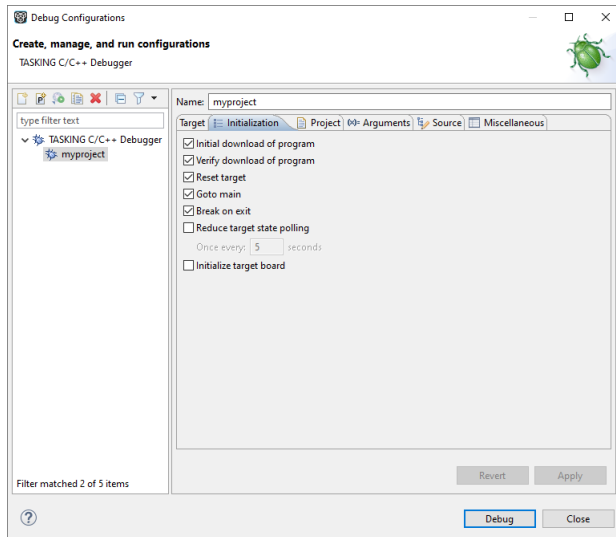 Debug Configurations
Create, manage, and run configurations
TASKING C/C++ Debugger
type filter text
TASKING C/C++ Debugger
myproject
Filter matched 2 of 5 items
Name: myproject
Target Initialization Project (x)= Arguments Source Miscellaneous
Initial download of program
Verify download of program
Reset target
Goto main
Break on exit
Reduce target state polling
Once every: 5 seconds
Initialize target board
Revert Apply
Debug Close